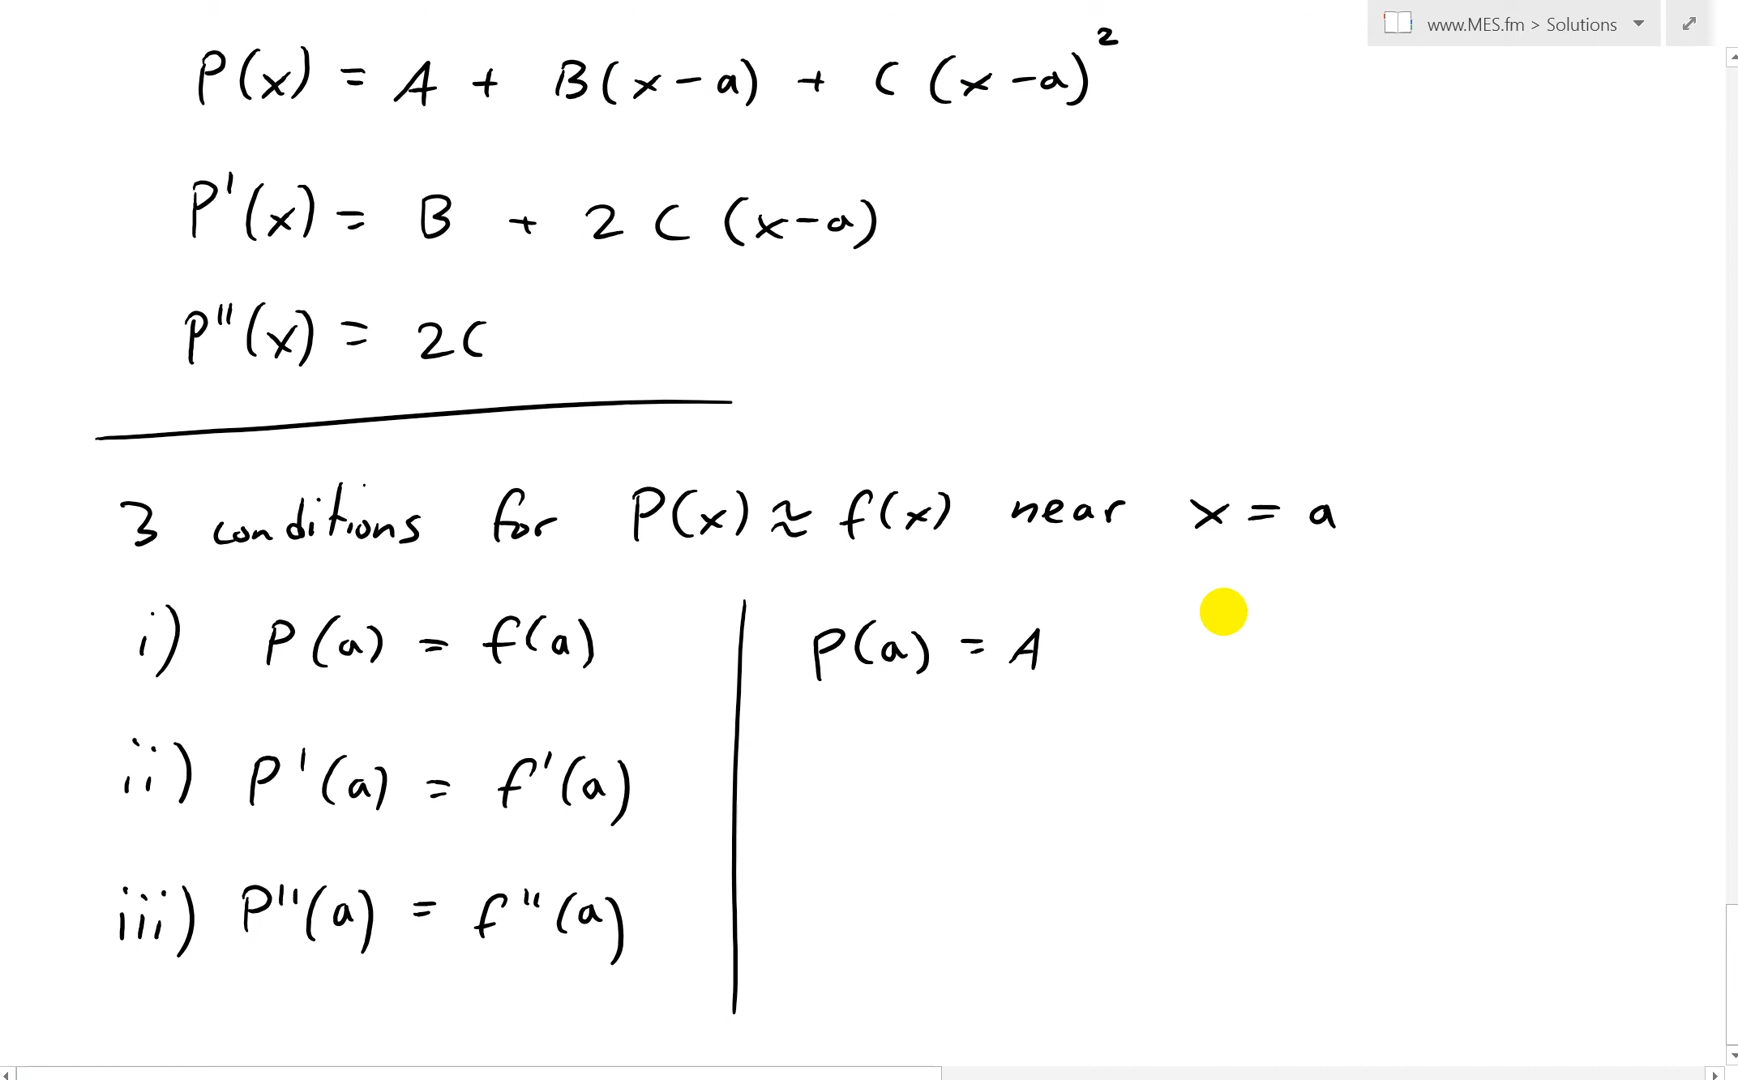 www.MES.fm > Solutions
P(x) = A + B(x-a) + C(x-a)²
P'(x) = B + 2C(x-a)
P''(x) = 2C
3 conditions for P(x) ≈ f(x) near x = a
i) P(a) = f(a) | P(a) = A
ii) P'(a) = f'(a)
iii) P''(a) = f''(a)